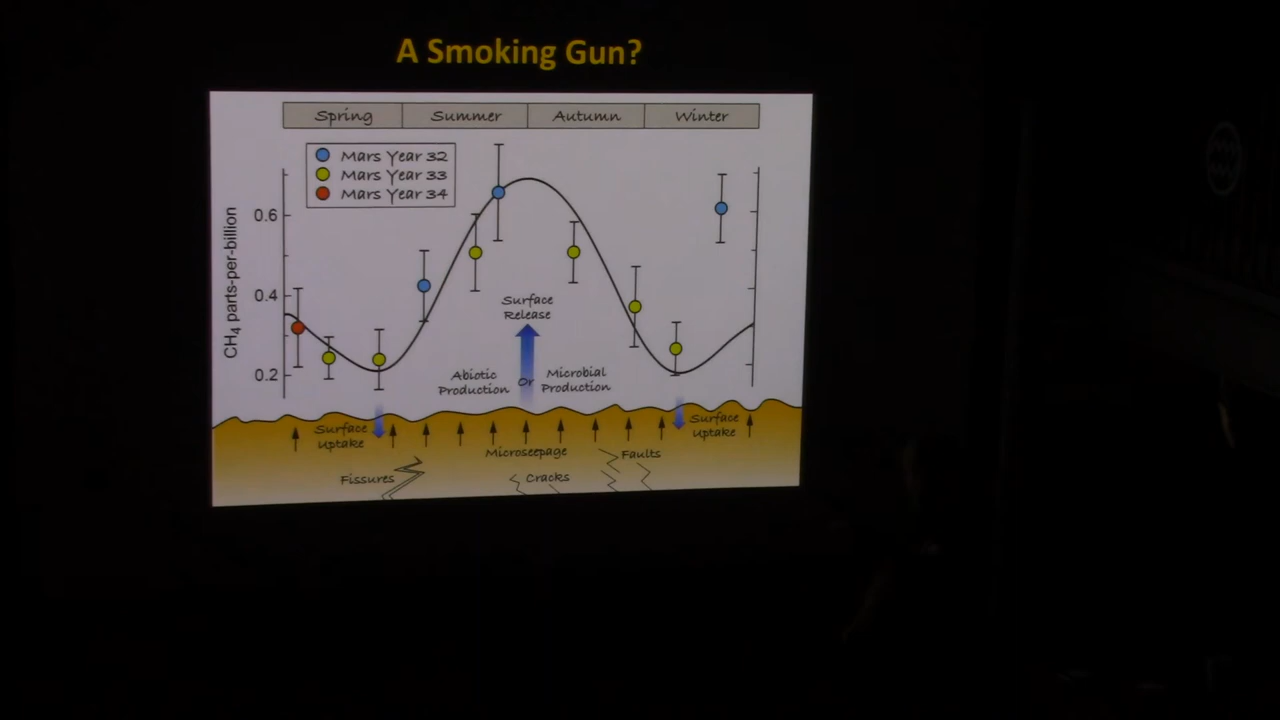 A Smoking Gun?
Spring Summer Autumn Winter
Mars Year 32
Mars Year 33
Mars Year 34
CH4 parts-per-billion
0.6
0.4
0.2
Surface
Release
Abiotic
Production
Or
Microbial
Production
Surface
Uptake
Surface
Uptake
Microseepage
Faults
Fissures
Cracks